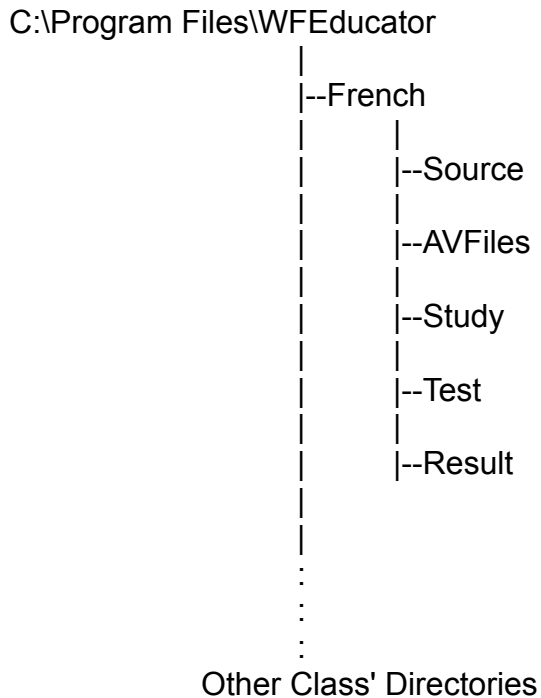 C:\Program Files\WFEducator
|
|--French
| |
| |--Source
| |
| |--AVFiles
| |
| |--Study
| |
| |--Test
| |
| |--Result
|
|
:
:
:
Other Class' Directories